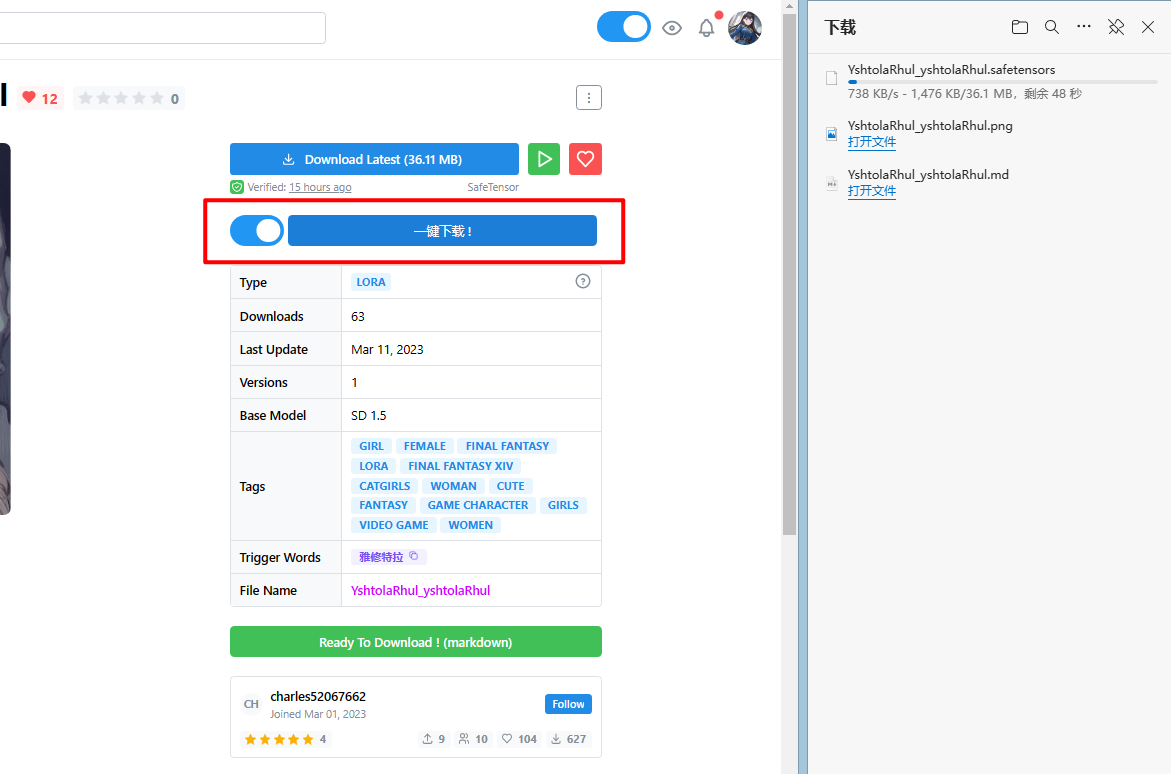 12
0
Download Latest (36.11 MB)
Verified: 15 hours ago
SafeTensor
一键下载 !
Type
LORA
Downloads
63
Last Update
Mar 11, 2023
Versions
1
Base Model
SD 1.5
Tags
GIRL FEMALE FINAL FANTASY
LORA FINAL FANTASY XIV
CATGIRLS WOMAN CUTE
FANTASY GAME CHARACTER GIRLS
VIDEO GAME WOMEN
Trigger Words
雅修特拉
File Name
YshtolaRhul_yshtolaRhul
Ready To Download ! (markdown)
CH
charles52067662
Joined Mar 01, 2023
Follow
4
9
10
104
627
下载
YshtolaRhul_yshtolaRhul.safetensors
738 KB/s - 1,476 KB/36.1 MB，剩余 48 秒
YshtolaRhul_yshtolaRhul.png
打开文件
YshtolaRhul_yshtolaRhul.md
打开文件